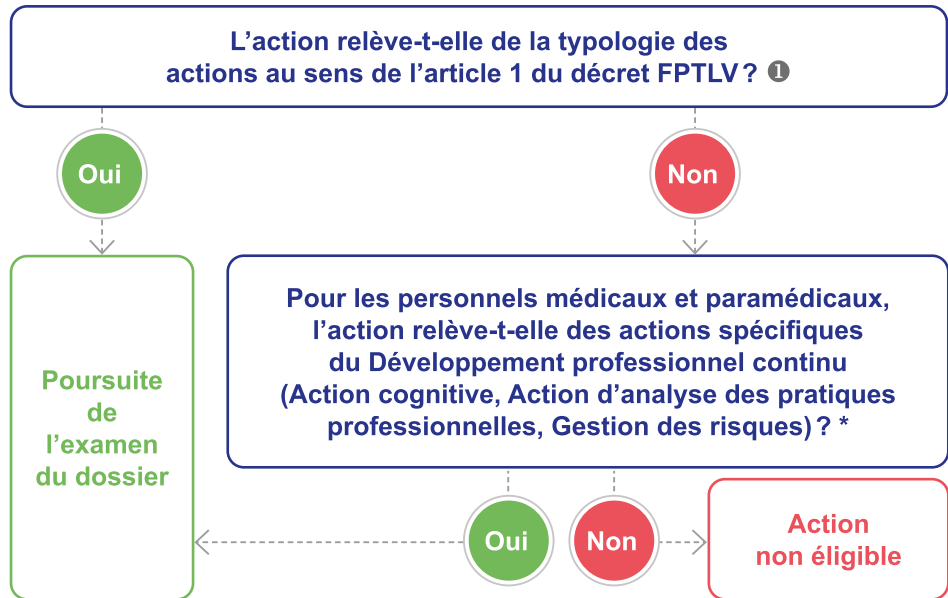 L'action relève-t-elle de la typologie des
actions au sens de l'article 1 du décret FPTLV ? ❶
Oui
Non
Poursuite
de
l'examen
du dossier
Pour les personnels médicaux et paramédicaux,
l'action relève-t-elle des actions spécifiques
du Développement professionnel continu
(Action cognitive, Action d'analyse des pratiques
professionnelles, Gestion des risques) ? *
Oui
Non
Action
non éligible